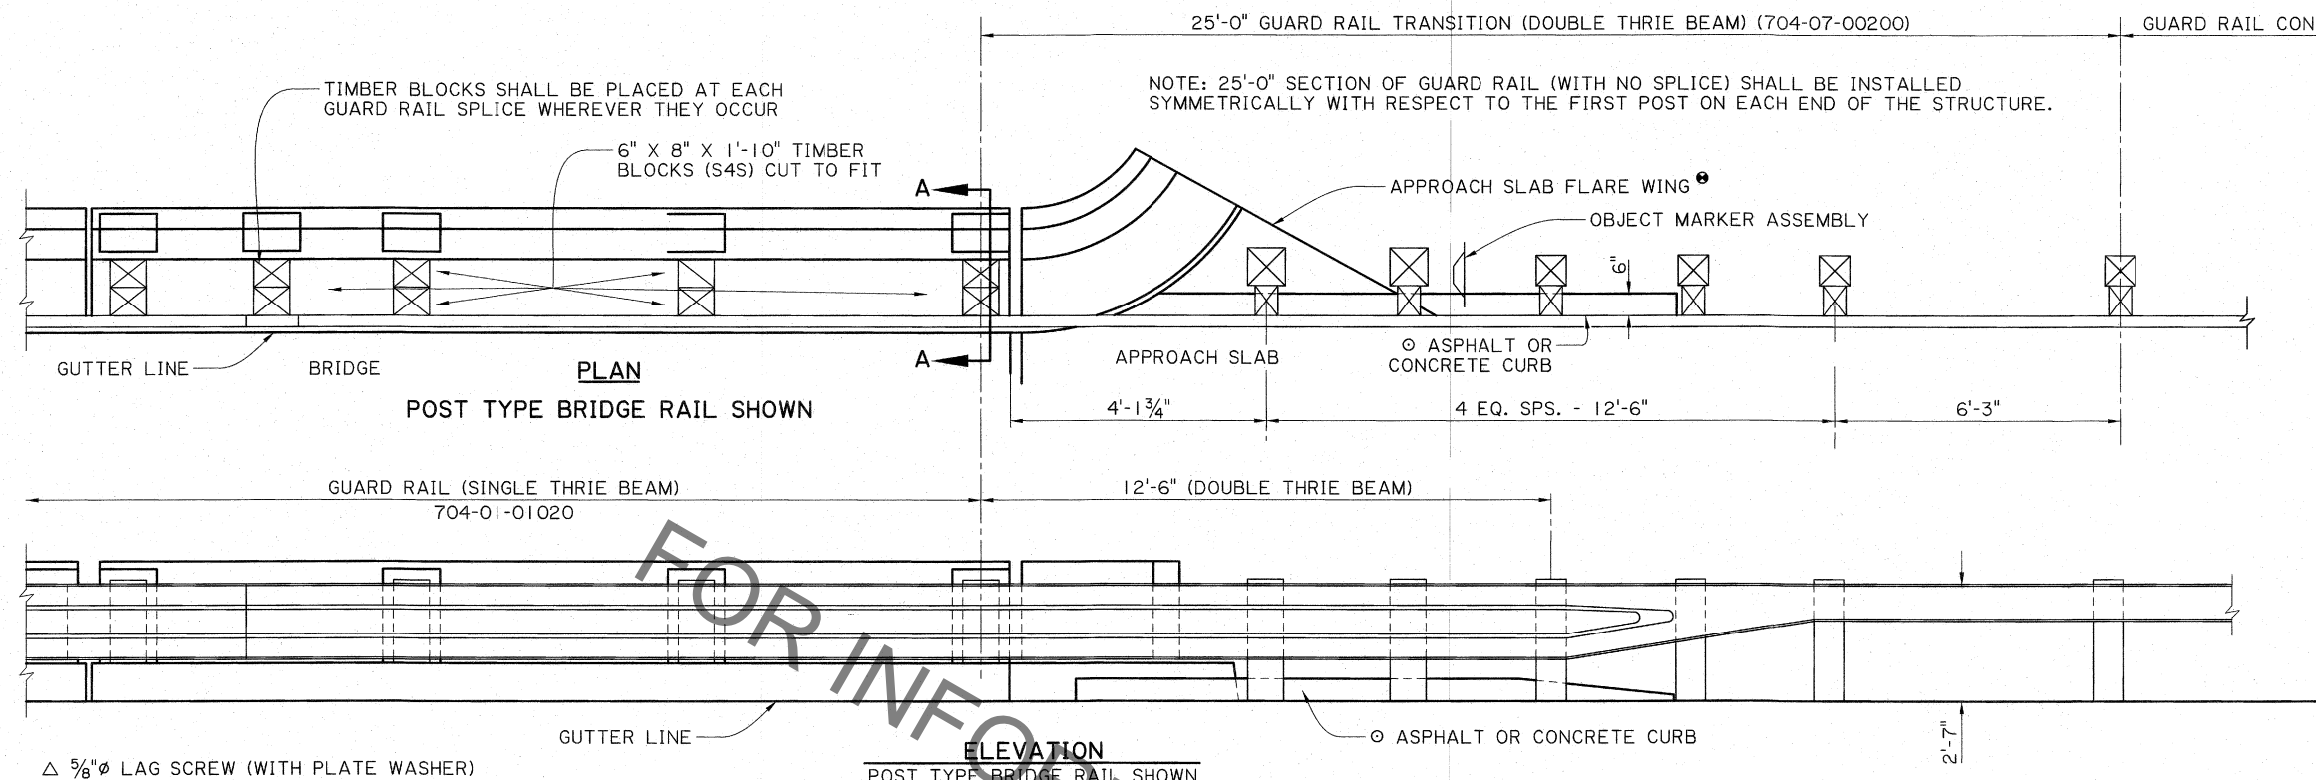 25'-0" GUARD RAIL TRANSITION (DOUBLE THRIE BEAM) (704-07-00200)
GUARD RAIL CON
NOTE: 25'-0" SECTION OF GUARD RAIL (WITH NO SPLICE) SHALL BE INSTALLED
SYMMETRICALLY WITH RESPECT TO THE FIRST POST ON EACH END OF THE STRUCTURE.
TIMBER BLOCKS SHALL BE PLACED AT EACH
GUARD RAIL SPLICE WHEREVER THEY OCCUR
6" X 8" X 1'-10" TIMBER
BLOCKS (S4S) CUT TO FIT
A
APPROACH SLAB FLARE WING
OBJECT MARKER ASSEMBLY
6"
GUTTER LINE
BRIDGE
PLAN
POST TYPE BRIDGE RAIL SHOWN
A
APPROACH SLAB
⊙ ASPHALT OR
CONCRETE CURB
4'-1¾"
4 EQ. SPS. - 12'-6"
6'-3"
GUARD RAIL (SINGLE THRIE BEAM)
704-01-01020
12'-6" (DOUBLE THRIE BEAM)
FOR INFOR
GUTTER LINE
ELEVATION
POST TYPE BRIDGE RAIL SHOWN
⊙ ASPHALT OR CONCRETE CURB
2'-7"
△ ⅝"ø LAG SCREW (WITH PLATE WASHER)